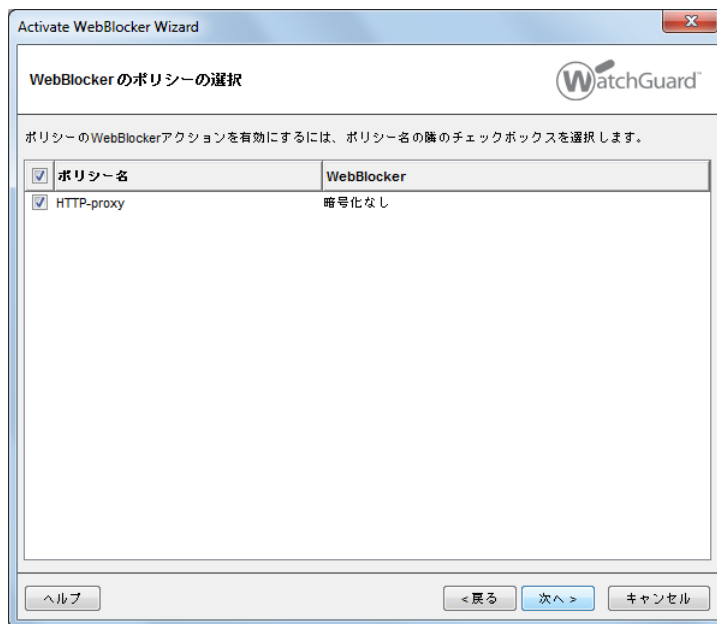 Activate WebBlocker Wizard
WebBlocker のポリシーの選択
WatchGuard™
ポリシーのWebBlockerアクションを有効にするには、ポリシー名の隣のチェックボックスを選択します。
ポリシー名 WebBlocker
HTTP-proxy 暗号化なし
ヘルプ <戻る 次へ > キャンセル